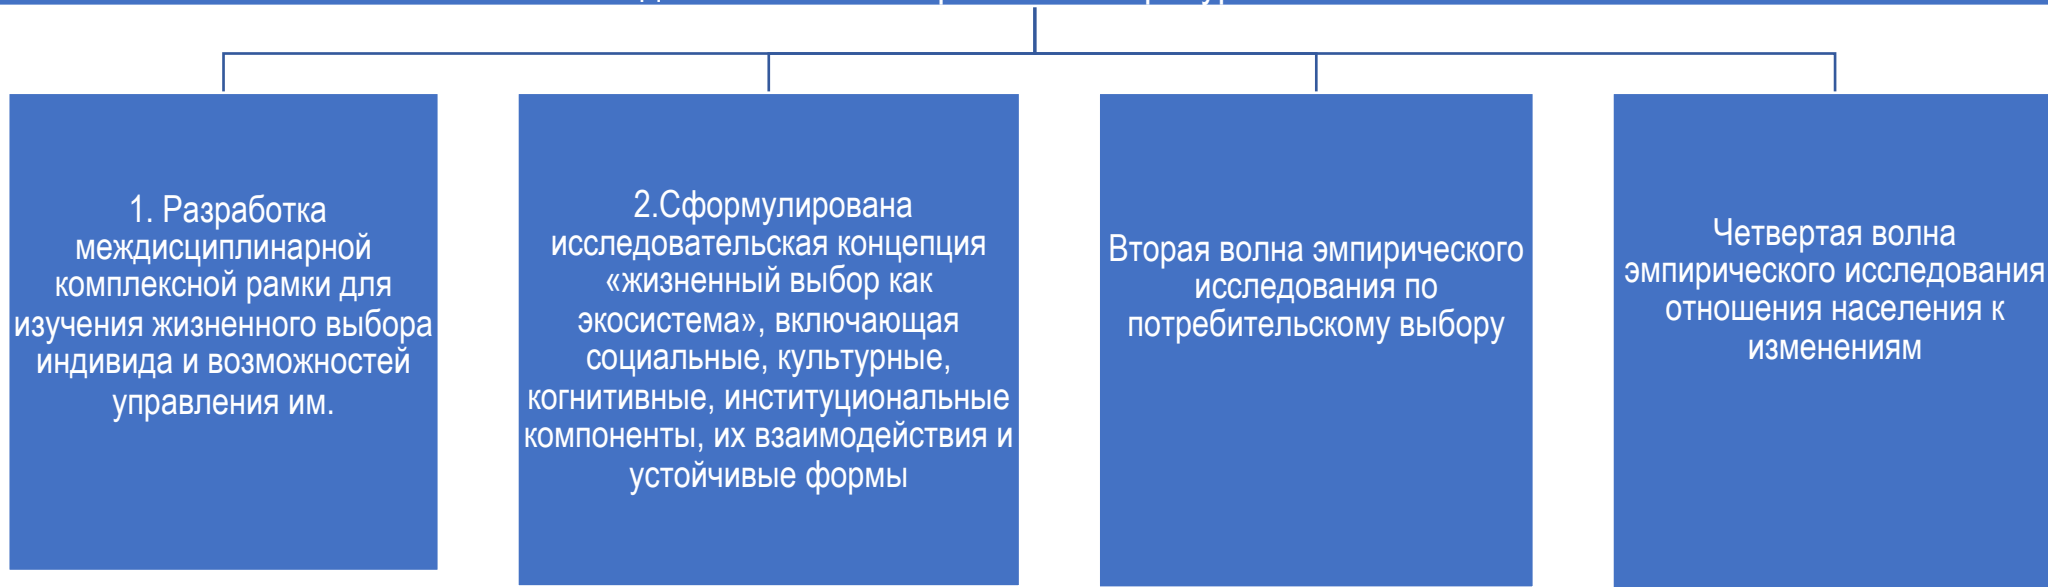 1. Разработка
междисциплинарной
комплексной рамки для
изучения жизненного выбора
индивида и возможностей
управления им.
2.Сформулирована
исследовательская концепция
«жизненный выбор как
экосистема», включающая
социальные, культурные,
когнитивные, институциональные
компоненты, их взаимодействия и
устойчивые формы
Вторая волна эмпирического
исследования по
потребительскому выбору
Четвертая волна
эмпирического исследования
отношения населения к
изменениям